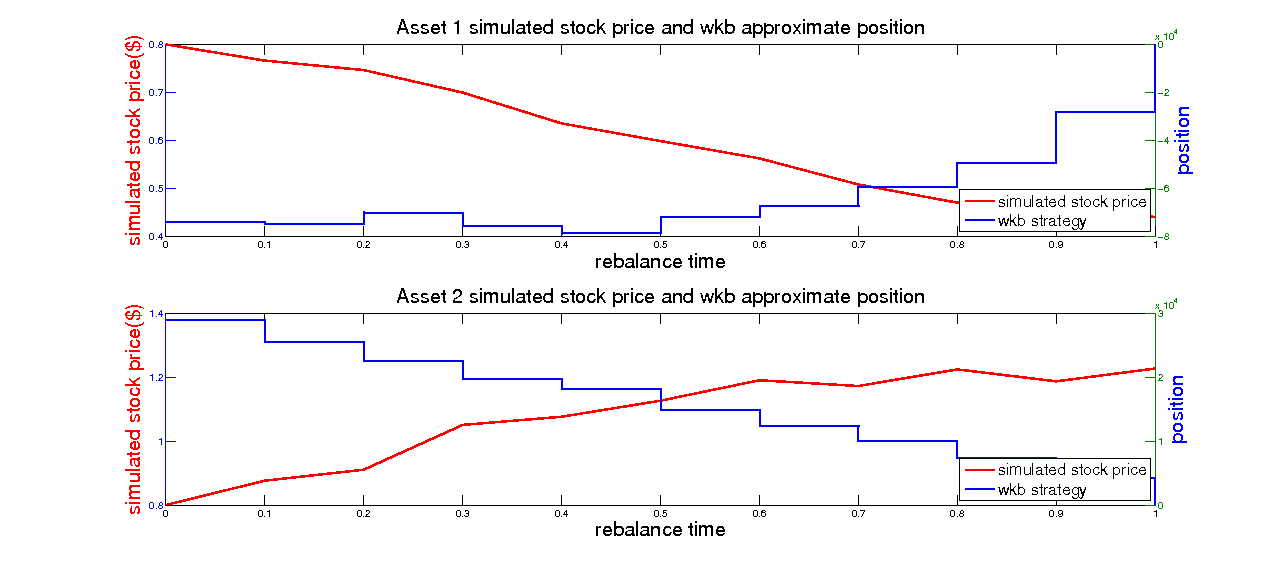 Asset 1 simulated stock price and wkb approximate position
x 10^4
simulated stock price($)
0.8
0.7
0.6
0.5
0.4
0
-2
-4
-6
-8
position
simulated stock price
wkb strategy
0 0.1 0.2 0.3 0.4 0.5 0.6 0.7 0.8 0.9 1
rebalance time
Asset 2 simulated stock price and wkb approximate position
x 10^4
simulated stock price($)
1.4
1.2
1
0.8
3
2
1
0
position
simulated stock price
wkb strategy
0 0.1 0.2 0.3 0.4 0.5 0.6 0.7 0.8 0.9 1
rebalance time